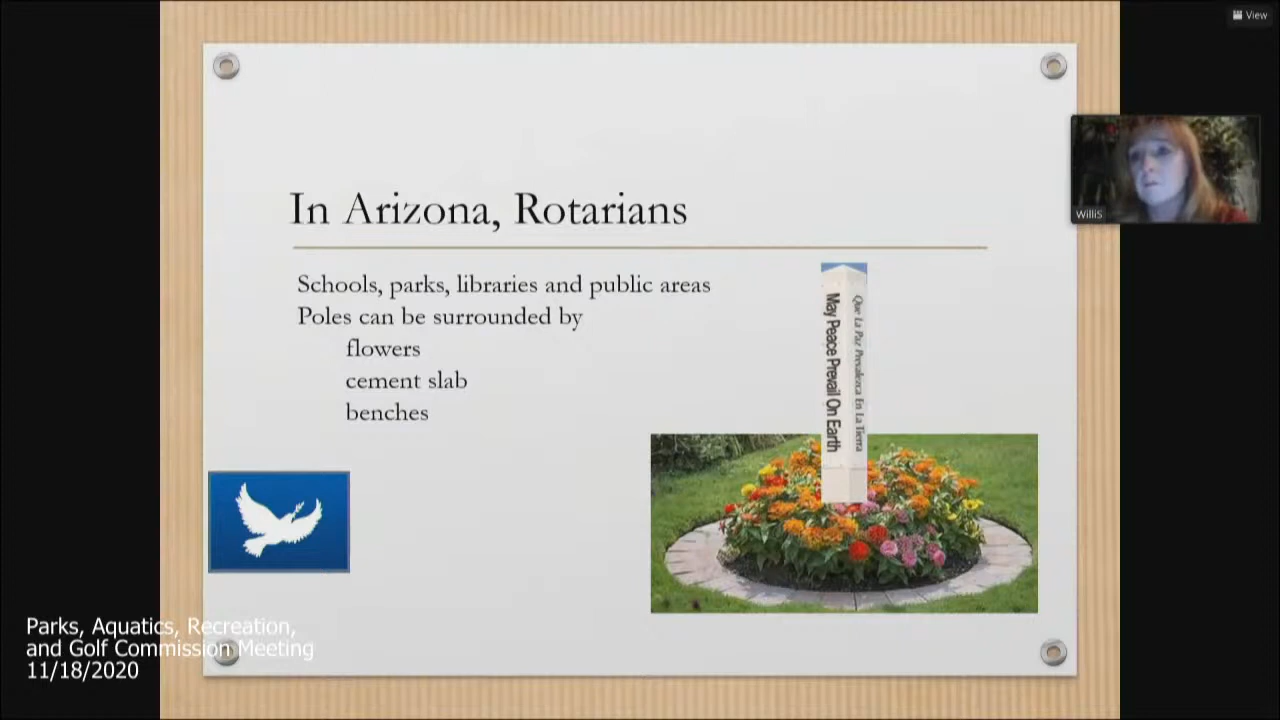 View
In Arizona, Rotarians
Schools, parks, libraries and public areas
Poles can be surrounded by
flowers
cement slab
benches
May Peace Prevail On Earth
Que La Paz Prevalezca En La Tierra
Willis
Parks, Aquatics, Recreation,
and Golf Commission Meeting
11/18/2020